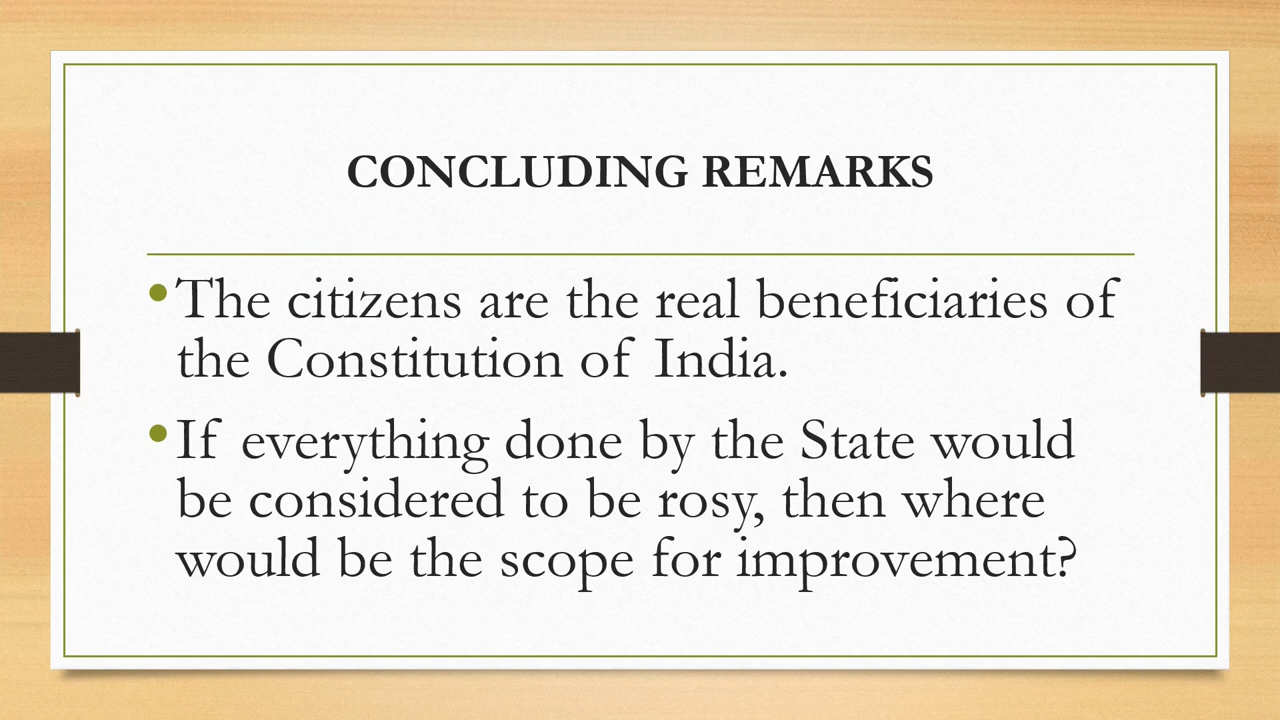 CONCLUDING REMARKS
• The citizens are the real beneficiaries of
the Constitution of India.
• If everything done by the State would
be considered to be rosy, then where
would be the scope for improvement?